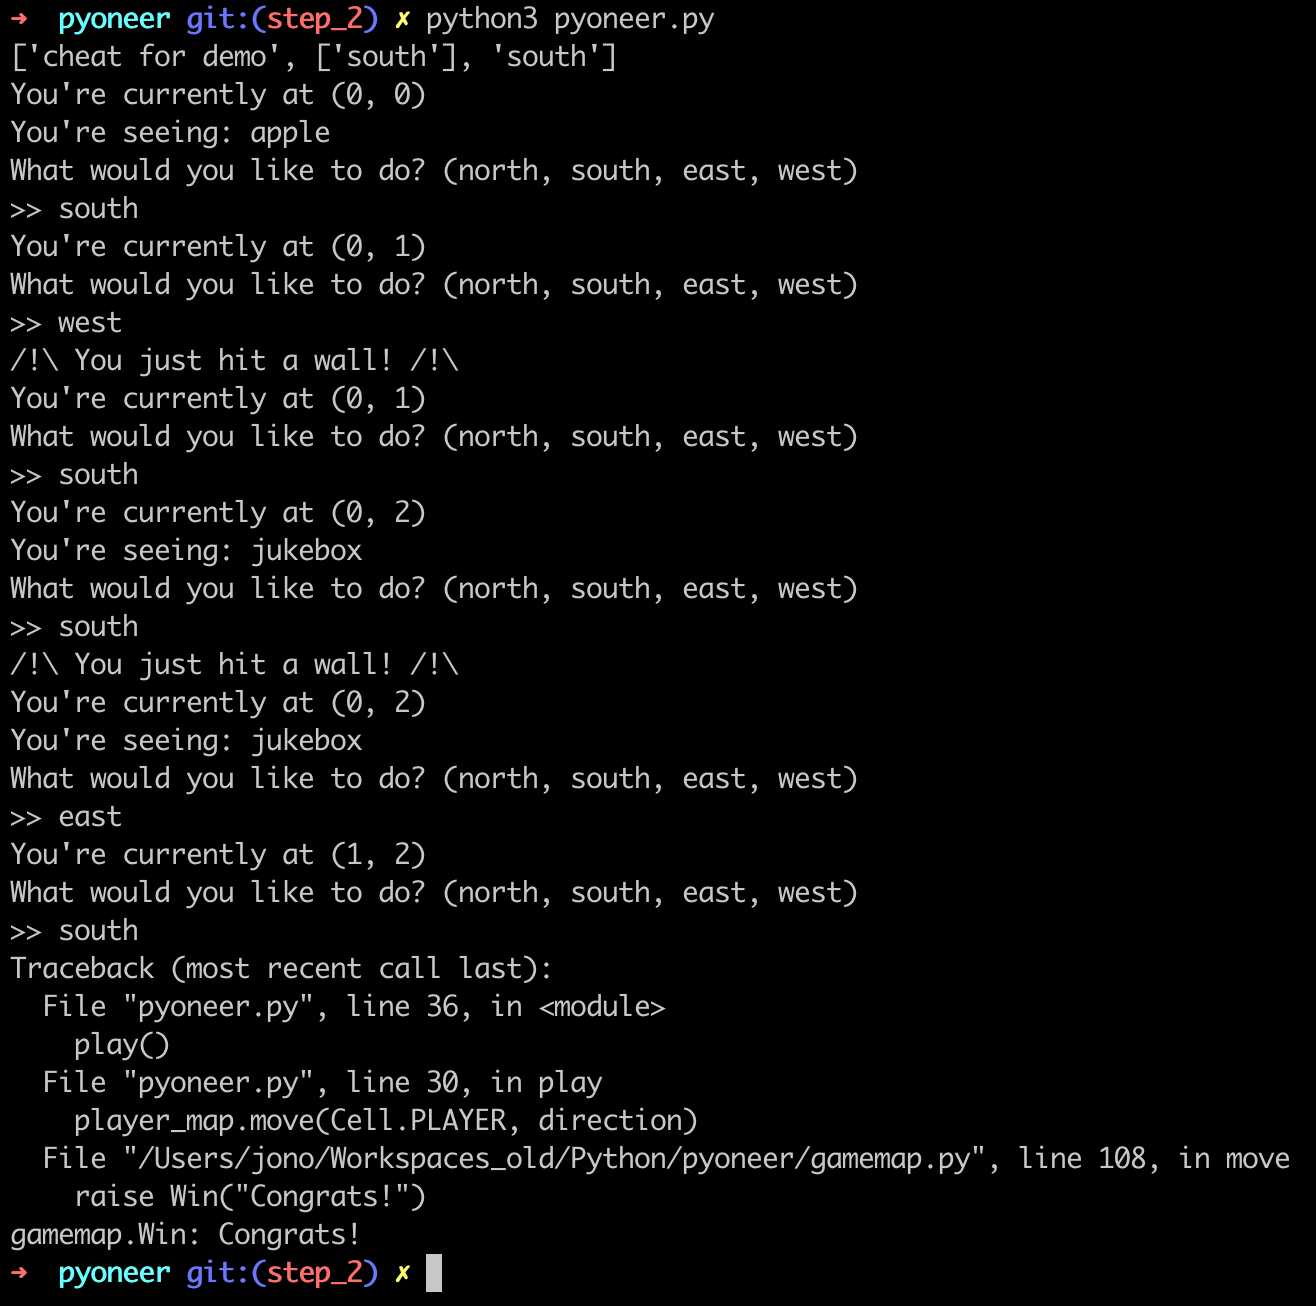 ➜  pyoneer git:(step_2) ✗ python3 pyoneer.py
['cheat for demo', ['south'], 'south']
You're currently at (0, 0)
You're seeing: apple
What would you like to do? (north, south, east, west)
>> south
You're currently at (0, 1)
What would you like to do? (north, south, east, west)
>> west
/!\ You just hit a wall! /!\
You're currently at (0, 1)
What would you like to do? (north, south, east, west)
>> south
You're currently at (0, 2)
You're seeing: jukebox
What would you like to do? (north, south, east, west)
>> south
/!\ You just hit a wall! /!\
You're currently at (0, 2)
You're seeing: jukebox
What would you like to do? (north, south, east, west)
>> east
You're currently at (1, 2)
What would you like to do? (north, south, east, west)
>> south
Traceback (most recent call last):
  File "pyoneer.py", line 36, in <module>
    play()
  File "pyoneer.py", line 30, in play
    player_map.move(Cell.PLAYER, direction)
  File "/Users/jono/Workspaces_old/Python/pyoneer/gamemap.py", line 108, in move
    raise Win("Congrats!")
gamemap.Win: Congrats!
➜  pyoneer git:(step_2) ✗